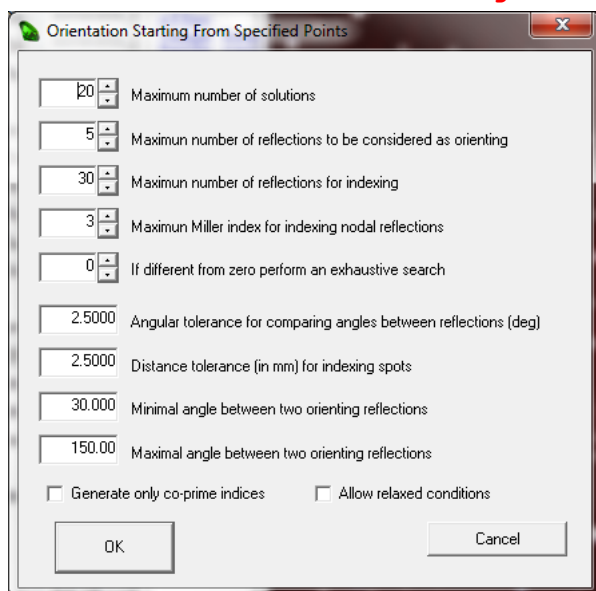 Orientation Starting From Specified Points
20 Maximum number of solutions
5 Maximun number of reflections to be considered as orienting
30 Maximun number of reflections for indexing
3 Maximun Miller index for indexing nodal reflections
0 If different from zero perform an exhaustive search
2.5000 Angular tolerance for comparing angles between reflections (deg)
2.5000 Distance tolerance (in mm) for indexing spots
30.000 Minimal angle between two orienting reflections
150.00 Maximal angle between two orienting reflections
Generate only co-prime indices Allow relaxed conditions
OK Cancel